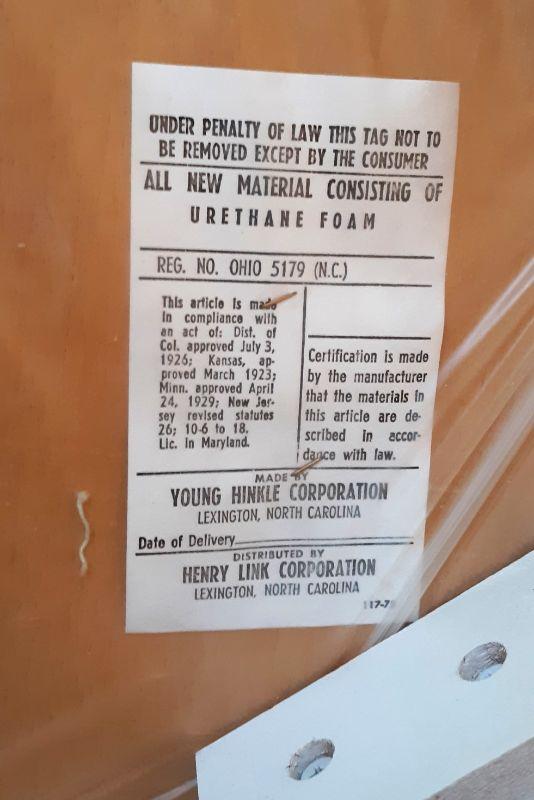 UNDER PENALTY OF LAW THIS TAG NOT TO
BE REMOVED EXCEPT BY THE CONSUMER
ALL NEW MATERIAL CONSISTING OF
URETHANE FOAM
REG. NO. OHIO 5179 (N.C.)
This article is made
in compliance with
an act of: Dist. of
Col. approved July 3,
1926; Kansas, ap-
proved March 1923;
Minn. approved April
24, 1929; New Jer-
sey revised statutes
26; 10-6 to 18.
Lic. in Maryland.
Certification is made
by the manufacturer
that the materials in
this article are de-
scribed in accor-
dance with law.
MADE BY
YOUNG HINKLE CORPORATION
LEXINGTON, NORTH CAROLINA
Date of Delivery
DISTRIBUTED BY
HENRY LINK CORPORATION
LEXINGTON, NORTH CAROLINA